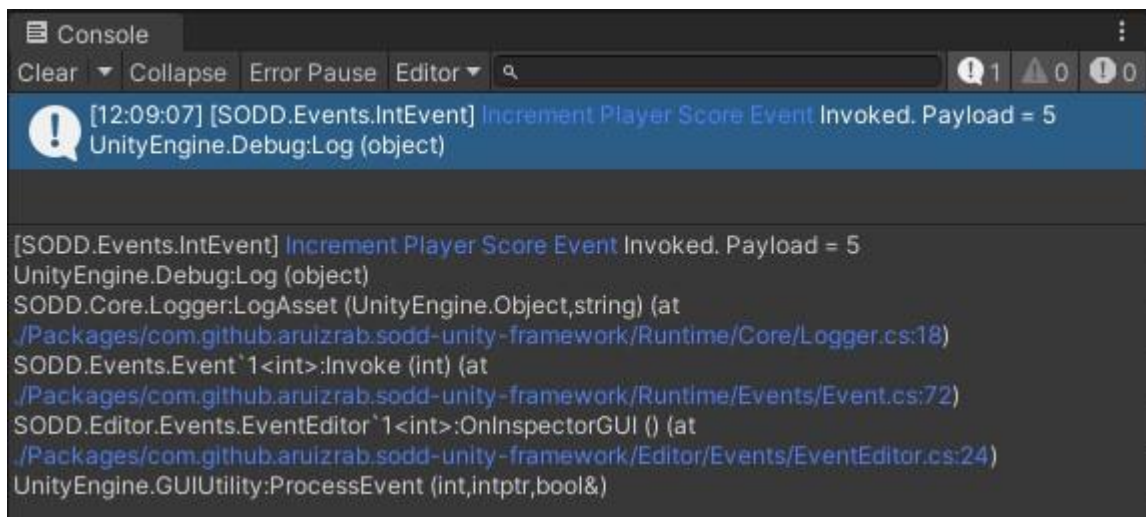 Console
Clear Collapse Error Pause Editor 1 0 0
[12:09:07] [SODD.Events.IntEvent] Increment Player Score Event Invoked. Payload = 5
UnityEngine.Debug:Log (object)
[SODD.Events.IntEvent] Increment Player Score Event Invoked. Payload = 5
UnityEngine.Debug:Log (object)
SODD.Core.Logger:LogAsset (UnityEngine.Object,string) (at
./Packages/com.github.aruizrab.sodd-unity-framework/Runtime/Core/Logger.cs:18)
SODD.Events.Event`1<int>:Invoke (int) (at
./Packages/com.github.aruizrab.sodd-unity-framework/Runtime/Events/Event.cs:72)
SODD.Editor.Events.EventEditor`1<int>:OnInspectorGUI () (at
./Packages/com.github.aruizrab.sodd-unity-framework/Editor/Events/EventEditor.cs:24)
UnityEngine.GUIUtility:ProcessEvent (int,intptr,bool&)